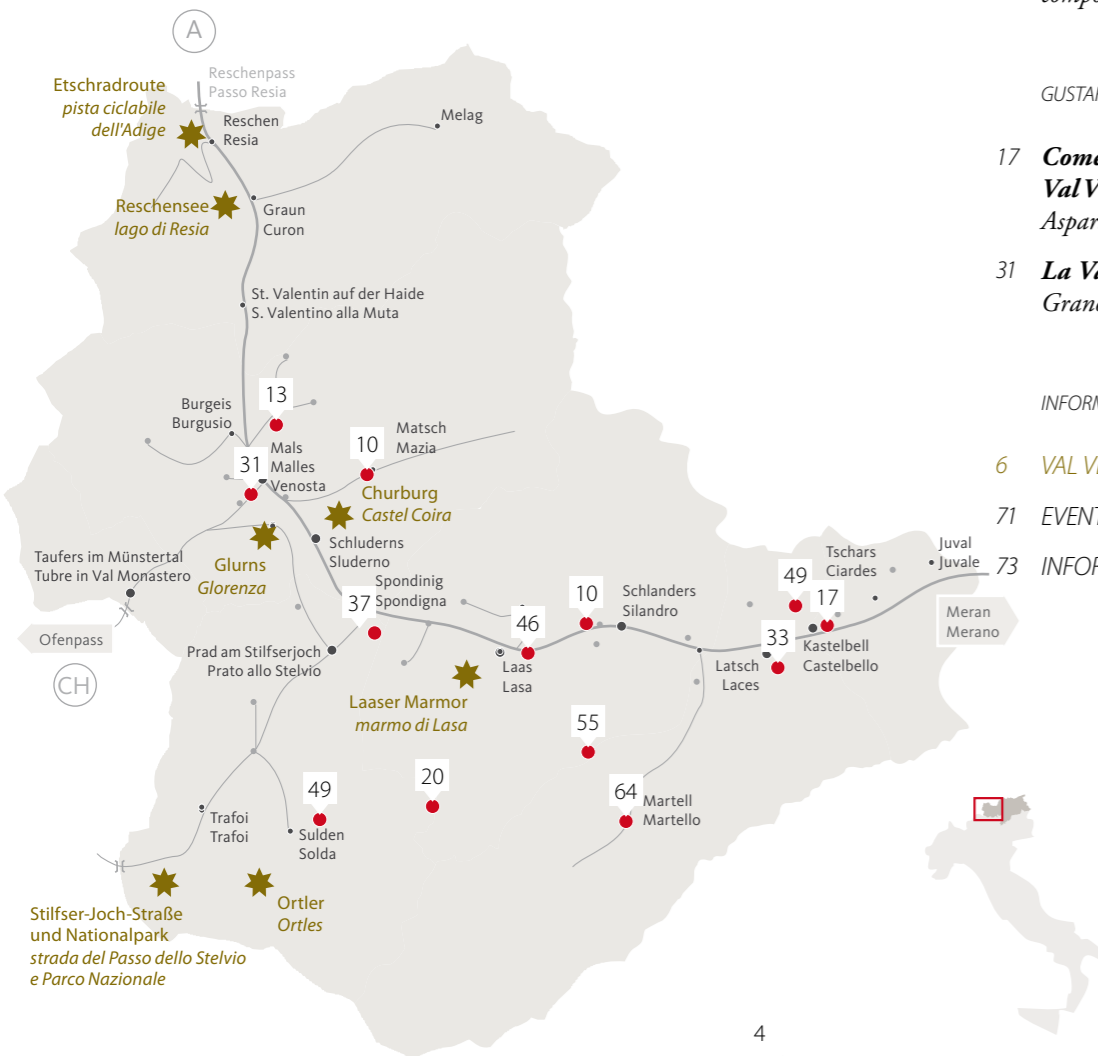 A
Reschenpass
Passo Resia
Etschradroute
pista ciclabile
dell'Adige
Reschen
Resia
Melag
Reschensee
lago di Resia
Graun
Curon
St. Valentin auf der Haide
S. Valentino alla Muta
13
Burgeis
Burgusio
10
Matsch
Mazia
31
Mals
Malles
Venosta
Churburg
Castel Coira
Glurns
Glorenza
Schluderns
Sluderno
Taufers im Münstertal
Tubre in Val Monastero
Ofenpass
CH
Spondinig
Spondigna
37
Prad am Stilfserjoch
Prato allo Stelvio
46
Laas
Lasa
Laaser Marmor
marmo di Lasa
10
Schlanders
Silandro
Latsch
Laces
33
49
17
Kastelbell
Castelbello
Tschars
Ciardes
Juval
Juvale
Meran
Merano
55
64
Martell
Martello
20
49
Trafoi
Trafoi
Sulden
Solda
Ortler
Ortles
Stilfser-Joch-Straße
und Nationalpark
strada del Passo dello Stelvio
e Parco Nazionale
17
31
La
6
71
73
4